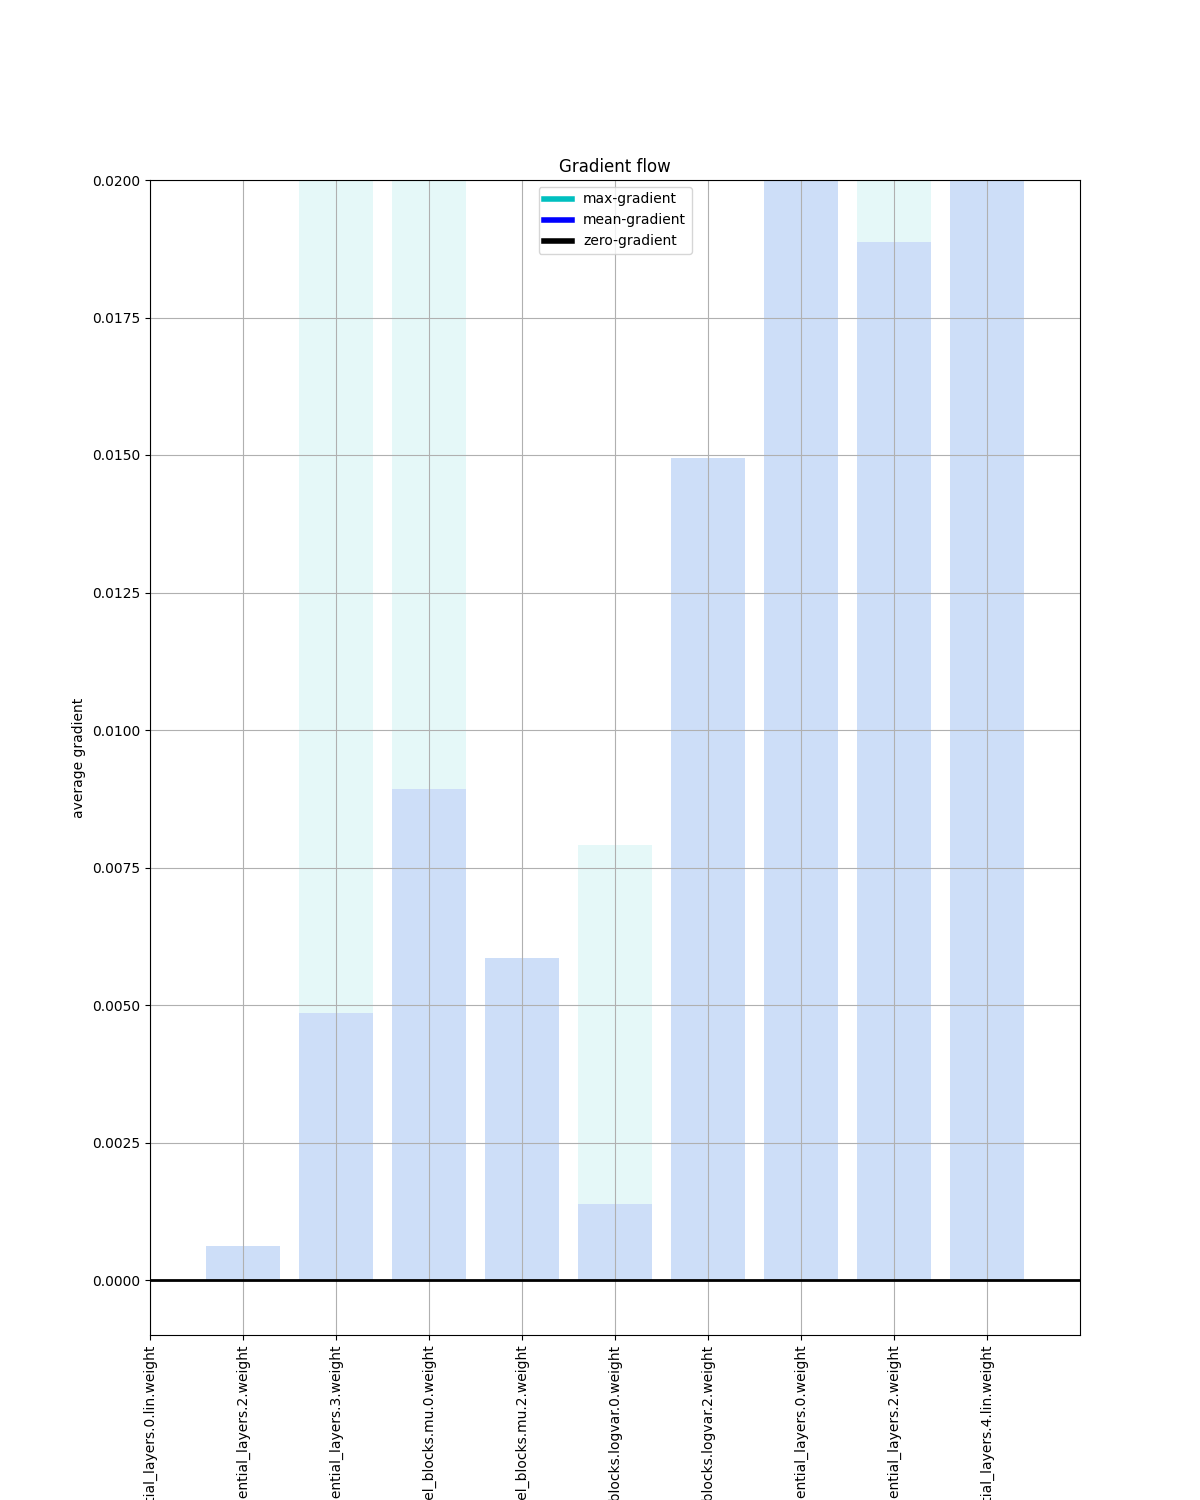 Gradient flow
max-gradient
mean-gradient
zero-gradient
0.0200
0.0175
0.0150
0.0125
0.0100
0.0075
0.0050
0.0025
0.0000
average gradient
tial_layers.0.lin.weight
ential_layers.2.weight
ential_layers.3.weight
el_blocks.mu.0.weight
el_blocks.mu.2.weight
blocks.logvar.0.weight
blocks.logvar.2.weight
ential_layers.0.weight
ential_layers.2.weight
tial_layers.4.lin.weight